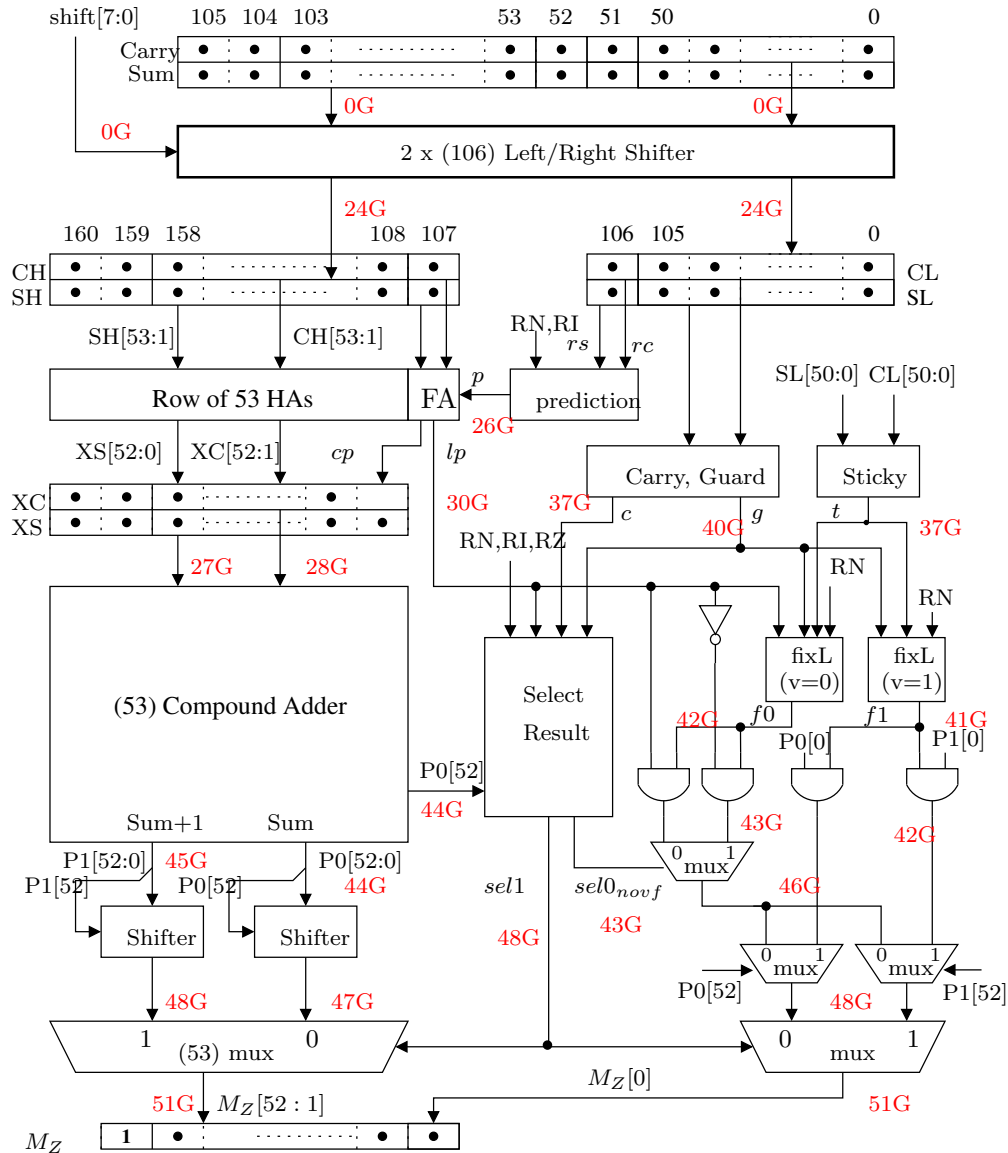 shift[7:0] 105 104 103 53 52 51 50 0
Carry
Sum
0G 0G
0G
2 x (106) Left/Right Shifter
24G 24G
160 159 158 108 107 106 105 0
CH CL
SH SL
SH[53:1] CH[53:1] RN,RI rs rc
SL[50:0] CL[50:0]
Row of 53 HAs FA p prediction
26G
XS[52:0] XC[52:1] cp lp
Carry, Guard Sticky
XC 30G 37G c 40G g t 37G
XS
RN,RI,RZ
27G 28G RN
RN
fixL fixL
(v=0) (v=1)
(53) Compound Adder Select
Result
42G f0 f1 41G
P0[0] P1[0]
P0[52]
44G
43G 42G
Sum+1 Sum
0 1
mux
P1[52:0] 45G P0[52:0]
P1[52] P0[52] 44G
sel1 sel0novf 46G
43G
Shifter Shifter
48G
0 1 0 1
mux mux
P0[52] P1[52]
48G 47G 48G
1 0 0 1
(53) mux mux
MZ[0]
51G MZ[52 : 1] 51G
MZ 1